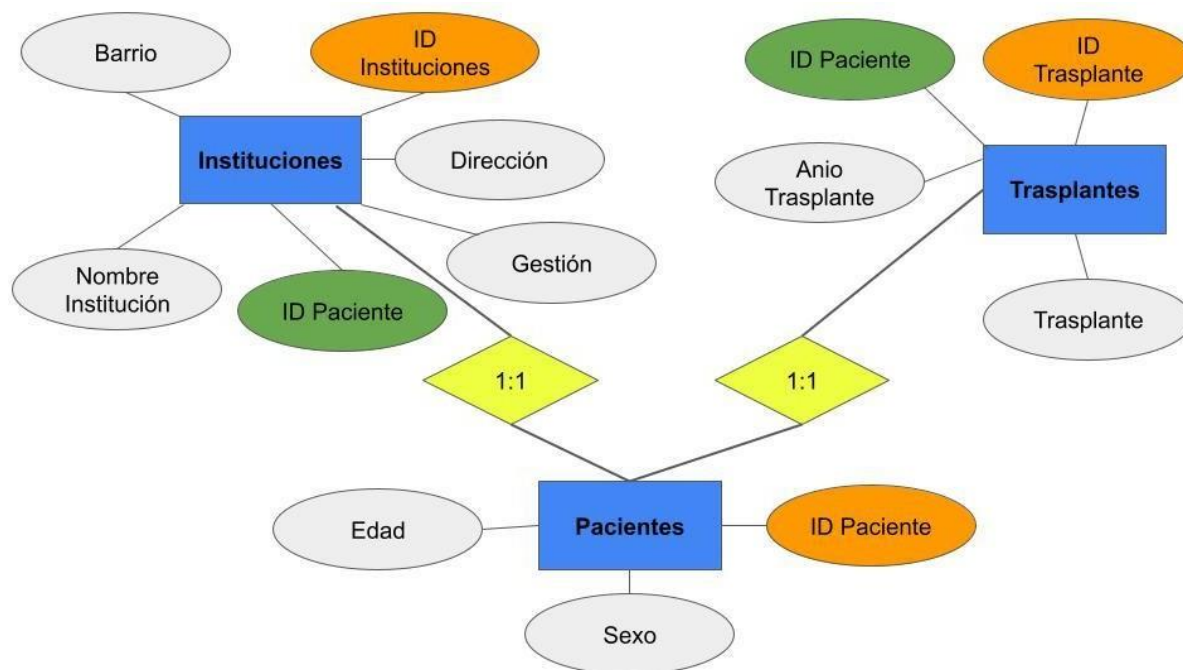 Barrio
ID
Instituciones
Instituciones
Dirección
Nombre
Institución
ID Paciente
Gestión
ID Paciente
ID
Trasplante
Anio
Trasplante
Trasplantes
Trasplante
1:1
1:1
Edad
Pacientes
ID Paciente
Sexo